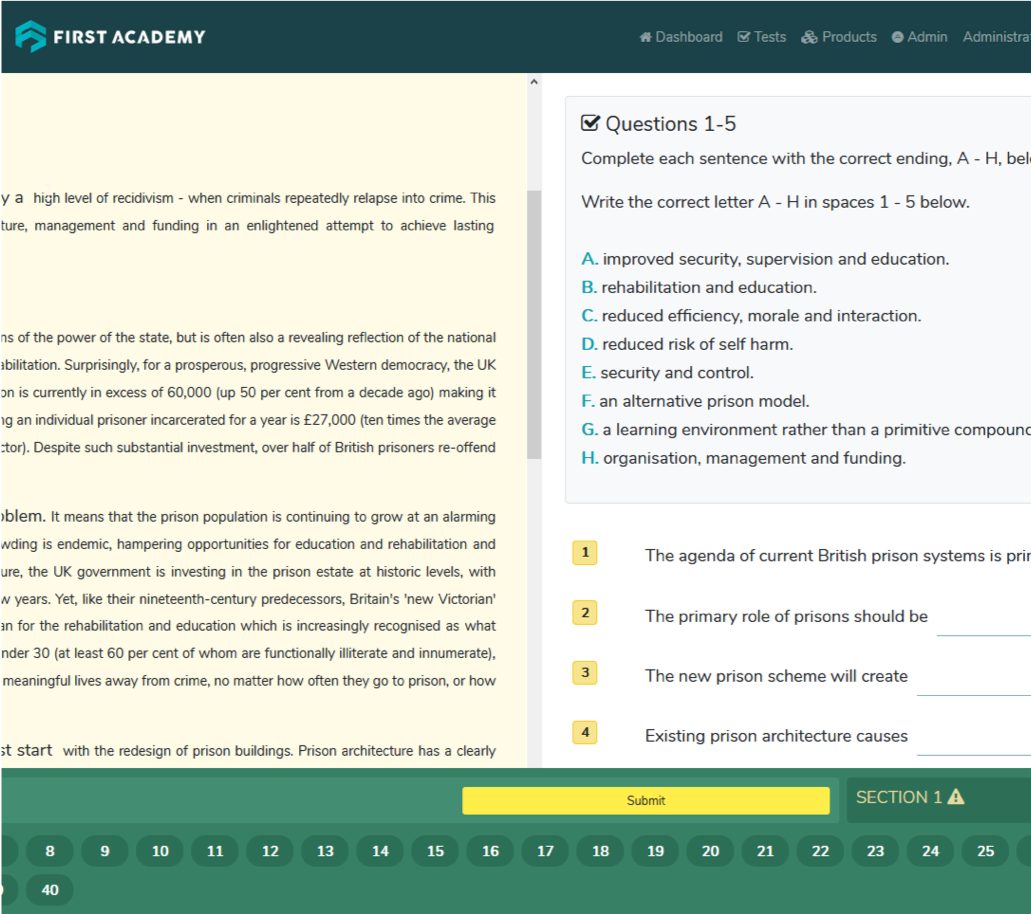 FIRST ACADEMY
Dashboard Tests Products Admin Administra
y a high level of recidivism - when criminals repeatedly relapse into crime. This
ture, management and funding in an enlightened attempt to achieve lasting
ns of the power of the state, but is often also a revealing reflection of the national
abilitation. Surprisingly, for a prosperous, progressive Western democracy, the UK
on is currently in excess of 60,000 (up 50 per cent from a decade ago) making it
ng an individual prisoner incarcerated for a year is £27,000 (ten times the average
ctor). Despite such substantial investment, over half of British prisoners re-offend
oblem. It means that the prison population is continuing to grow at an alarming
wding is endemic, hampering opportunities for education and rehabilitation and
ure, the UK government is investing in the prison estate at historic levels, with
w years. Yet, like their nineteenth-century predecessors, Britain's 'new Victorian'
an for the rehabilitation and education which is increasingly recognised as what
nder 30 (at least 60 per cent of whom are functionally illiterate and innumerate),
meaningful lives away from crime, no matter how often they go to prison, or how
st start with the redesign of prison buildings. Prison architecture has a clearly
Questions 1-5
Complete each sentence with the correct ending, A - H, bel
Write the correct letter A - H in spaces 1 - 5 below.
A. improved security, supervision and education.
B. rehabilitation and education.
C. reduced efficiency, morale and interaction.
D. reduced risk of self harm.
E. security and control.
F. an alternative prison model.
G. a learning environment rather than a primitive compound
H. organisation, management and funding.
1 The agenda of current British prison systems is prim
2 The primary role of prisons should be
3 The new prison scheme will create
4 Existing prison architecture causes
Submit
SECTION 1
8 9 10 11 12 13 14 15 16 17 18 19 20 21 22 23 24 25
40